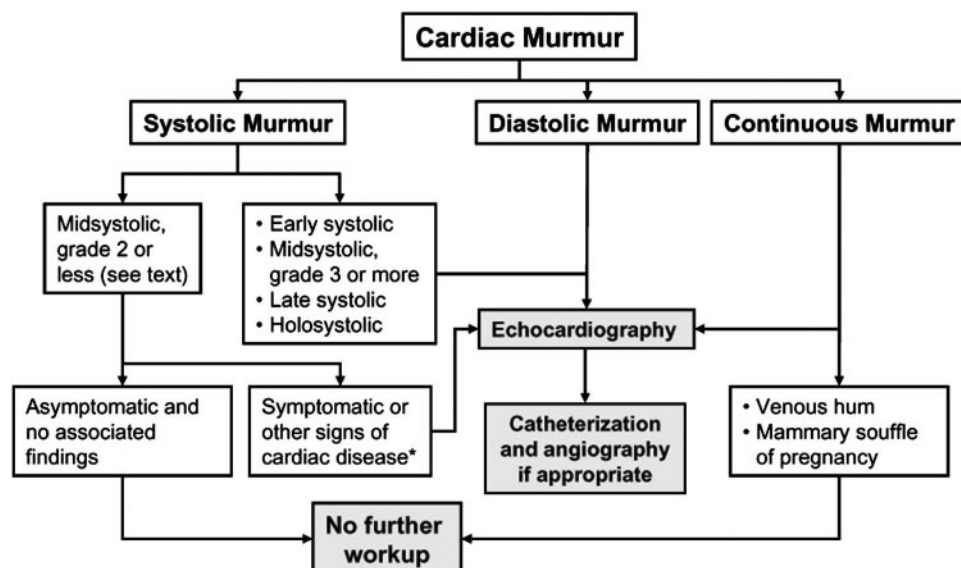 Cardiac Murmur
Systolic Murmur
Diastolic Murmur
Continuous Murmur
Midsystolic,
grade 2 or
less (see text)
• Early systolic
• Midsystolic,
grade 3 or more
• Late systolic
• Holosystolic
Echocardiography
Asymptomatic and
no associated
findings
Symptomatic or
other signs of
cardiac disease*
Catheterization
and angiography
if appropriate
• Venous hum
• Mammary souffle
of pregnancy
No further
workup